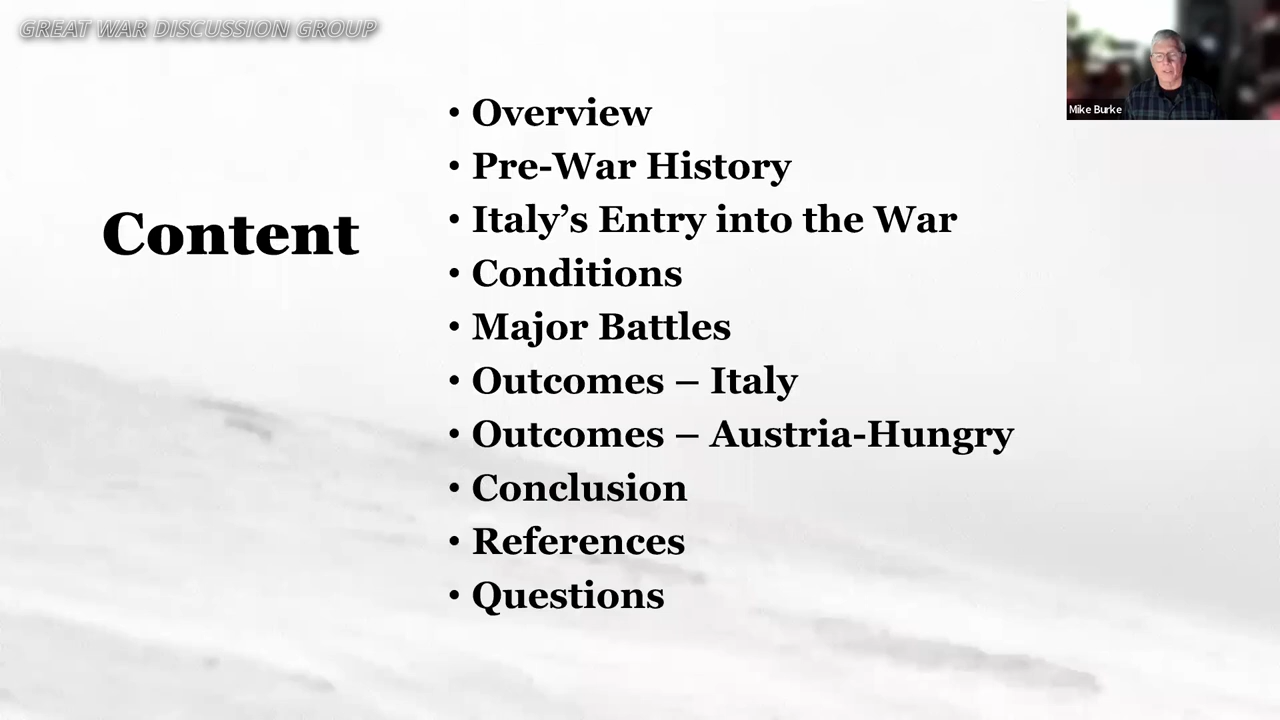 GREAT WAR DISCUSSION GROUP
Mike Burke
Content
• Overview
• Pre-War History
• Italy’s Entry into the War
• Conditions
• Major Battles
• Outcomes – Italy
• Outcomes – Austria-Hungry
• Conclusion
• References
• Questions